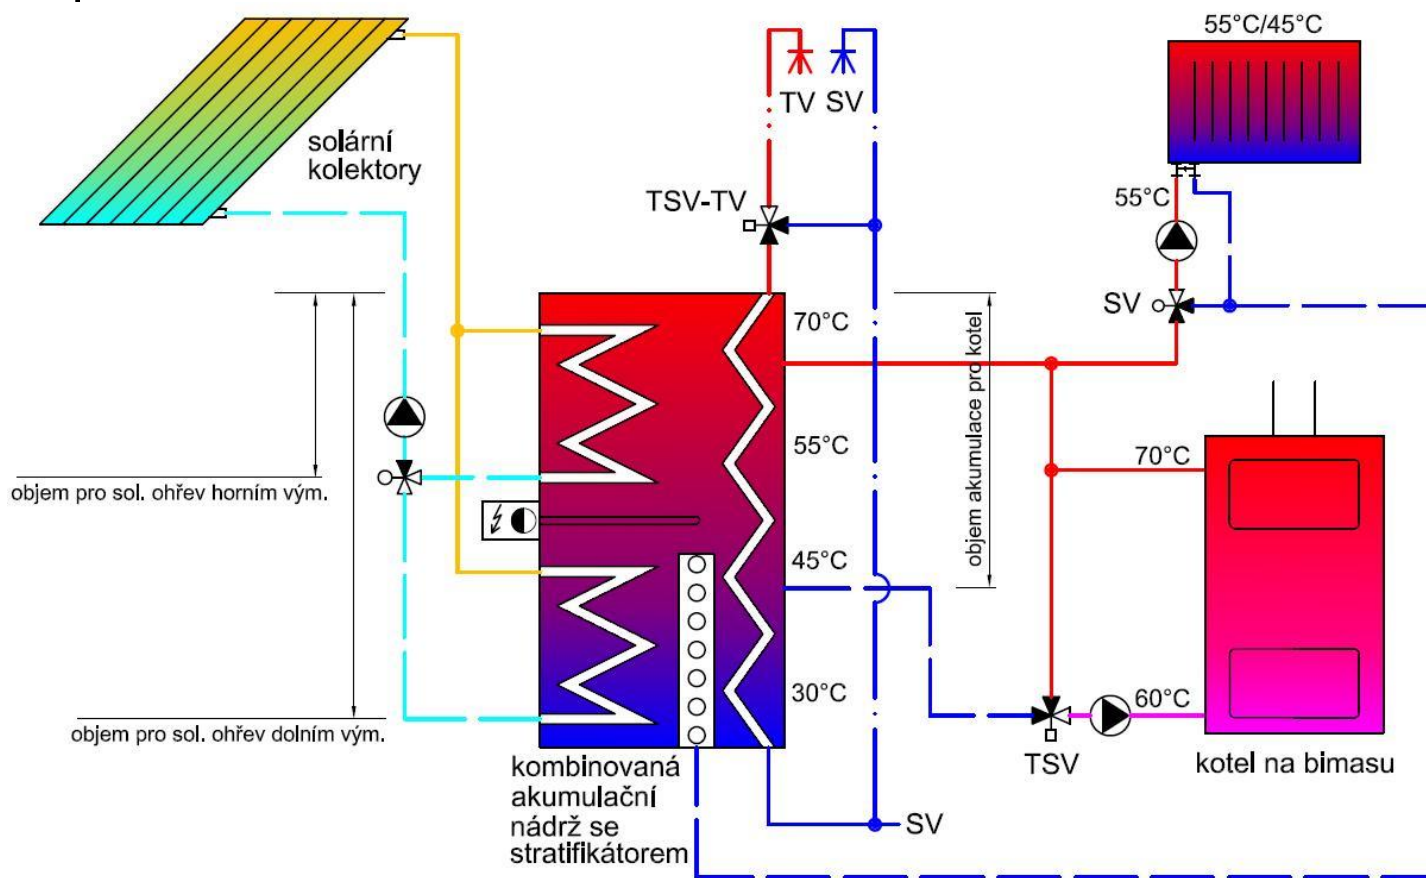 55°C/45°C
TV SV
solární
kolektory
TSV-TV
55°C
SV
70°C
objem akumulace pro kotel
55°C
70°C
objem pro sol. ohřev horním vým.
45°C
30°C
60°C
objem pro sol. ohřev dolním vým.
TSV
kotel na bimasu
kombinovaná
akumulační
nádrž se
stratifikátorem
SV